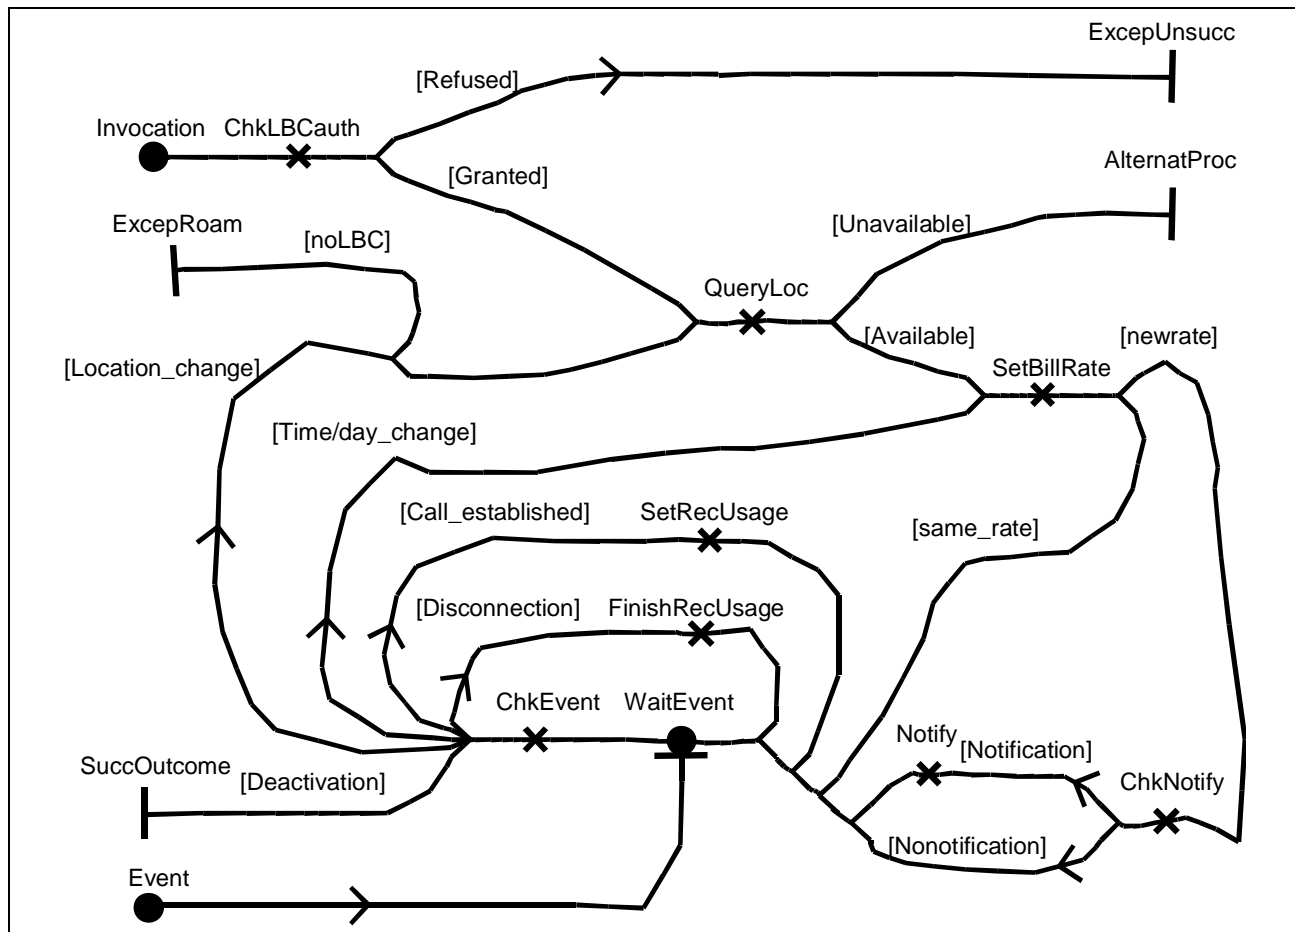 ExcepUnsucc
[Refused]
Invocation
ChkLBCauth
AlternatProc
[Granted]
ExcepRoam
[noLBC]
[Unavailable]
QueryLoc
[Available]
[newrate]
[Location_change]
SetBillRate
[Time/day_change]
[Call_established]
SetRecUsage
[same_rate]
[Disconnection]
FinishRecUsage
ChkEvent
WaitEvent
Notify
[Notification]
SuccOutcome
[Deactivation]
ChkNotify
[Nonotification]
Event